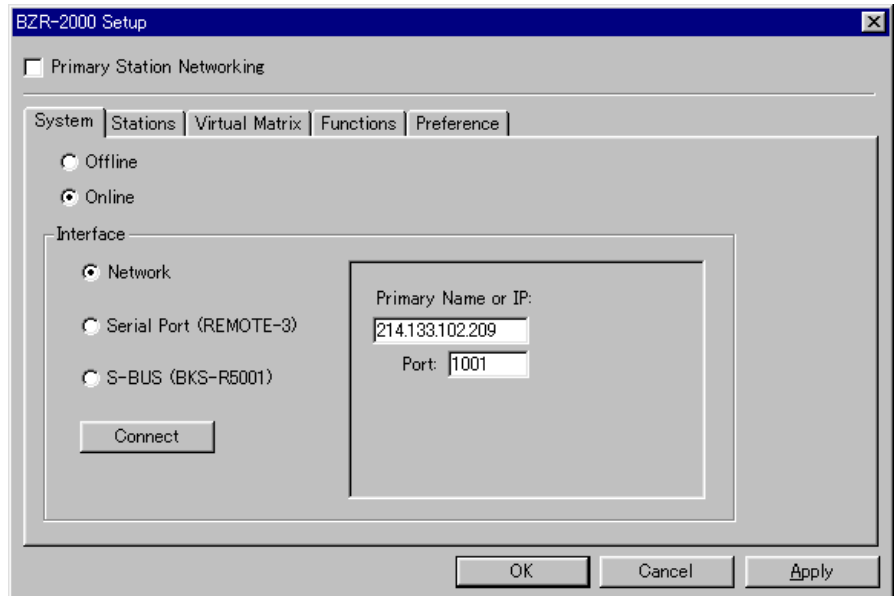 BZR-2000 Setup
Primary Station Networking
System Stations Virtual Matrix Functions Preference
Offline
Online
Interface
Network
Primary Name or IP:
214.133.102.209
Serial Port (REMOTE-3)
Port: 1001
S-BUS (BKS-R5001)
Connect
OK Cancel Apply